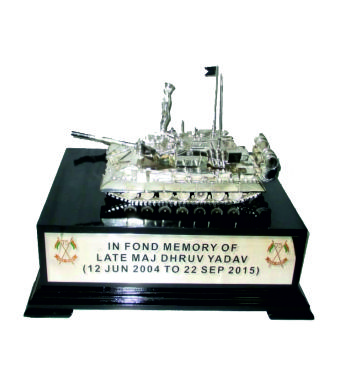 IN FOND MEMORY OF
LATE MAJ DHRUV YADAV
(12 JUN 2004 TO 22 SEP 2015)